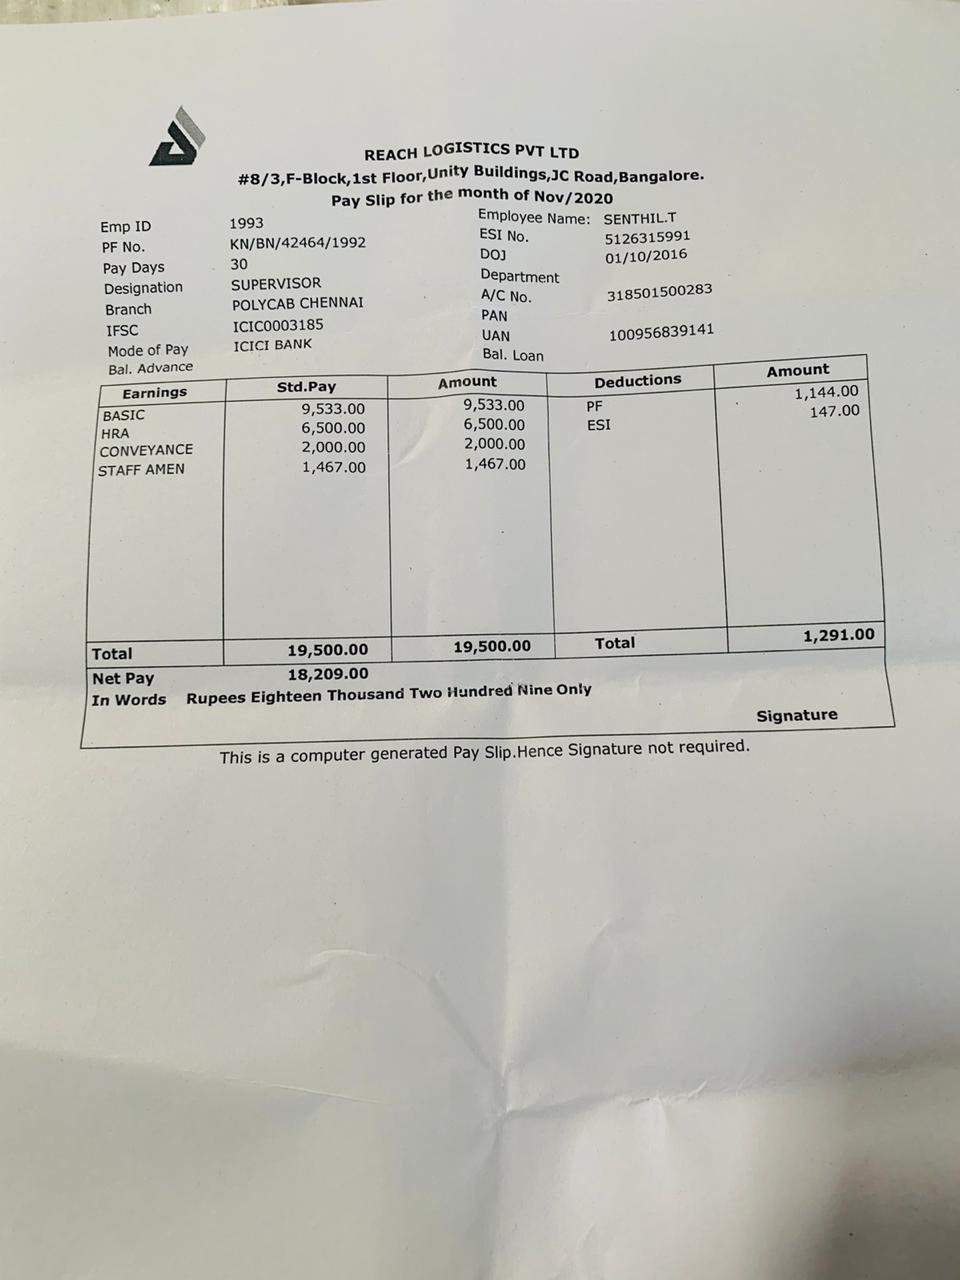 REACH LOGISTICS PVT LTD
#8/3,F-Block,1st Floor,Unity Buildings,JC Road,Bangalore.
Pay Slip for the month of Nov/2020
Emp ID 1993 Employee Name: SENTHIL.T
PF No. KN/BN/42464/1992 ESI No. 5126315991
Pay Days 30 DOJ 01/10/2016
Designation SUPERVISOR Department
Branch POLYCAB CHENNAI A/C No. 318501500283
IFSC ICIC0003185 PAN
Mode of Pay ICICI BANK UAN 100956839141
Bal. Advance Bal. Loan
Earnings Std.Pay Amount Deductions Amount
BASIC 9,533.00 9,533.00 PF 1,144.00
HRA 6,500.00 6,500.00 ESI 147.00
CONVEYANCE 2,000.00 2,000.00
STAFF AMEN 1,467.00 1,467.00
Total 19,500.00 19,500.00 Total 1,291.00
Net Pay 18,209.00
In Words Rupees Eighteen Thousand Two Hundred Nine Only
Signature
This is a computer generated Pay Slip.Hence Signature not required.